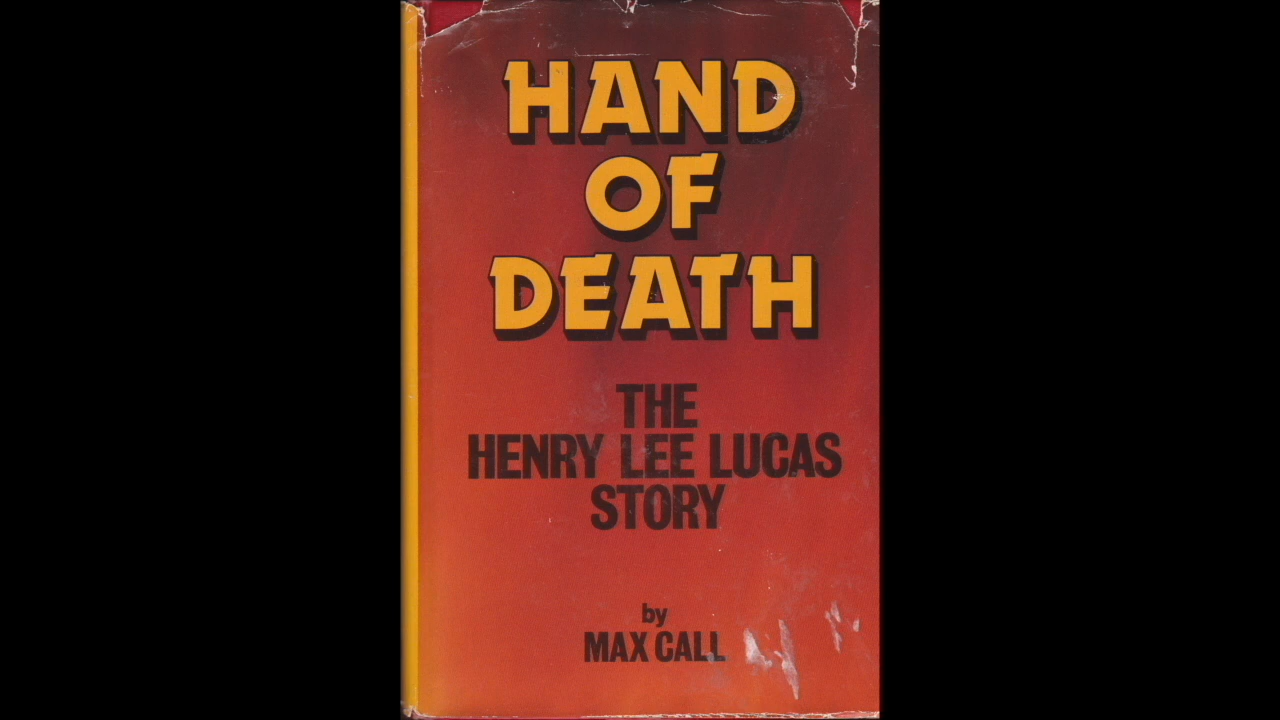 HAND
OF
DEATH
THE
HENRY LEE LUCAS
STORY
by
MAX CALL